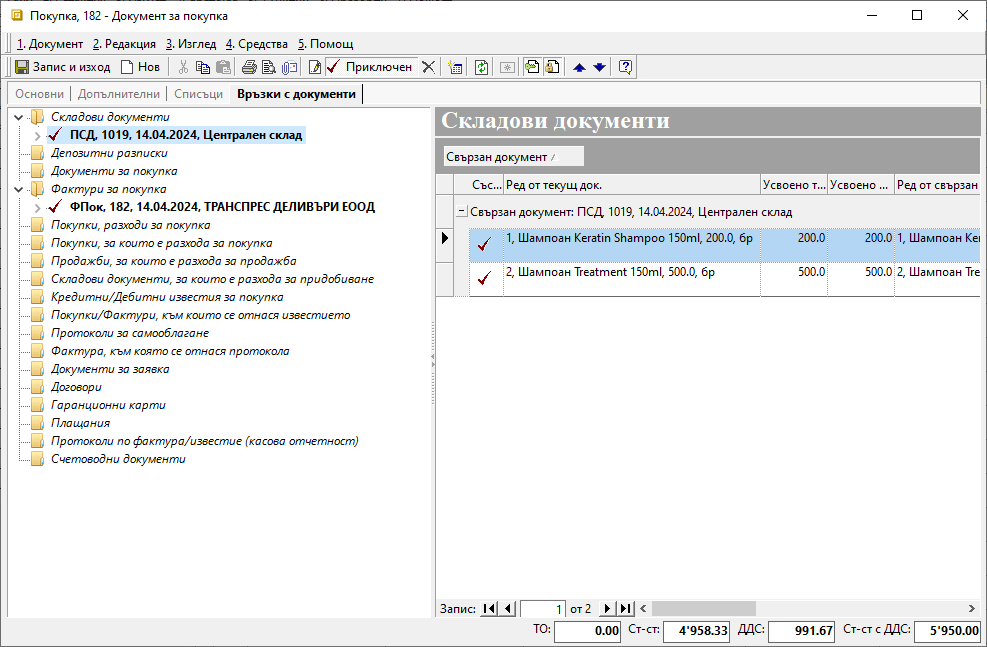 Покупка, 182 - Документ за покупка
1. Документ 2. Редакция 3. Изглед 4. Средства 5. Помощ
Запис и изход Нов Приключен
Основни Допълнителни Списъци Връзки с документи
Складови документи
ПСД, 1019, 14.04.2024, Централен склад
Депозитни разписки
Документи за покупка
Фактури за покупка
ФПок, 182, 14.04.2024, ТРАНСПРЕС ДЕЛИВЪРИ ЕООД
Покупки, разходи за покупка
Покупки, за които е разхода за покупка
Продажби, за които е разхода за продажба
Складови документи, за които е разхода за придобиване
Кредитни/Дебитни известия за покупка
Покупки/Фактури, към които се отнася известието
Протоколи за самооблагане
Фактура, към която се отнася протокола
Документи за заявка
Договори
Гаранционни карти
Плащания
Протоколи по фактура/известие (касова отчетност)
Счетоводни документи
Складови документи
Свързан документ
Със... Ред от текущ док. Усвоено т... Усвоено ... Ред от свързан
Свързан документ: ПСД, 1019, 14.04.2024, Централен склад
1, Шампоан Keratin Shampoo 150ml, 200.0, бр 200.0 200.0 1, Шампоан Ke
2, Шампоан Treatment 150ml, 500.0, бр 500.0 500.0 2, Шампоан Tre
Запис: 1 от 2
ТО: 0.00 Ст-ст: 4'958.33 ДДС: 991.67 Ст-ст с ДДС: 5'950.00